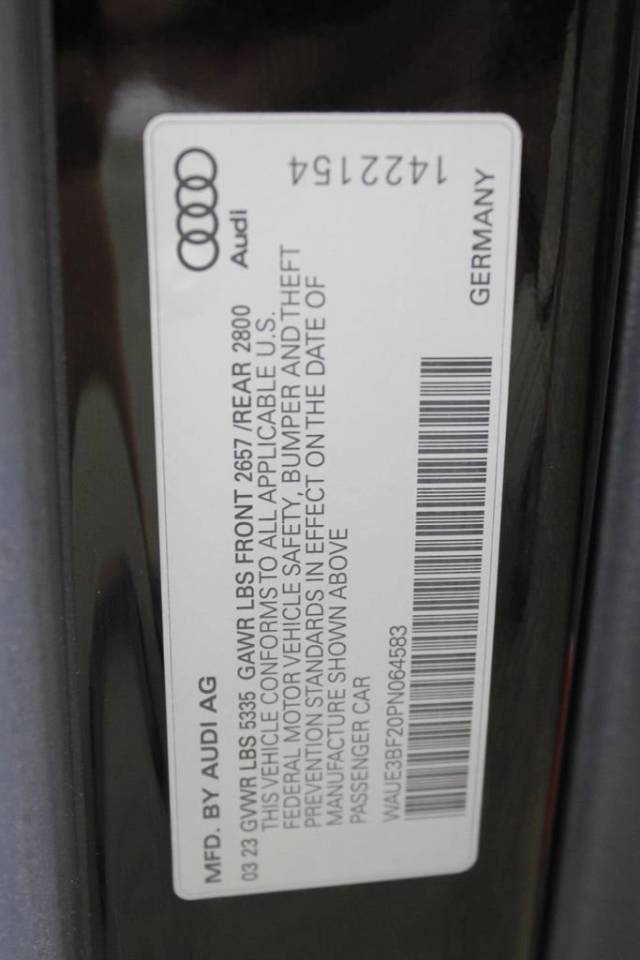 MFD. BY AUDI AG
Audi
03 23 GVWR LBS 5335 GAWR LBS FRONT 2657 /REAR 2800
THIS VEHICLE CONFORMS TO ALL APPLICABLE U.S.
FEDERAL MOTOR VEHICLE SAFETY, BUMPER AND THEFT
PREVENTION STANDARDS IN EFFECT ON THE DATE OF
MANUFACTURE SHOWN ABOVE
PASSENGER CAR
WAUE3BF20PN064583
1422154
GERMANY